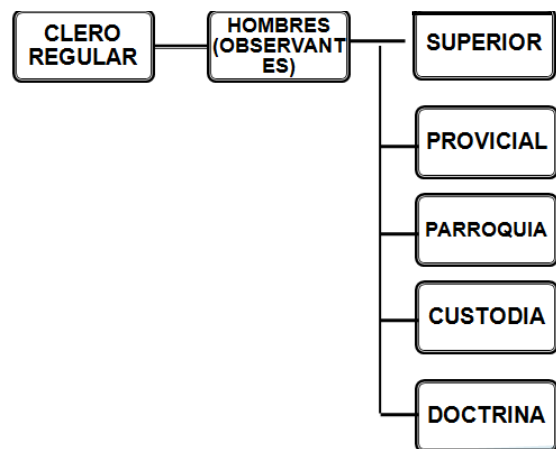 CLERO
REGULAR
HOMBRES
(OBSERVANT
ES)
SUPERIOR
PROVICIAL
PARROQUIA
CUSTODIA
DOCTRINA